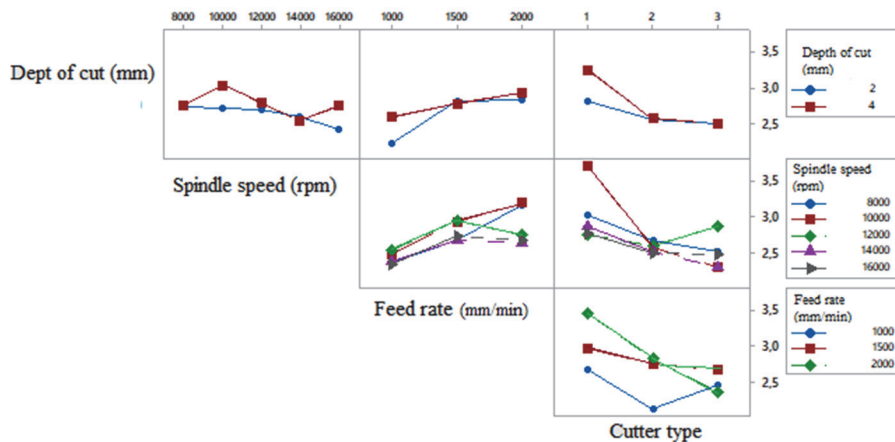 8000 10000 12000 14000 16000 1000 1500 2000 1 2 3
Dept of cut (mm)
3,5
3,0
2,5
Depth of cut
(mm)
2
4
Spindle speed (rpm)
3,5
3,0
2,5
Spindle speed
(rpm)
8000
10000
12000
14000
16000
Feed rate (mm/min)
3,5
3,0
2,5
Feed rate
(mm/min)
1000
1500
2000
Cutter type